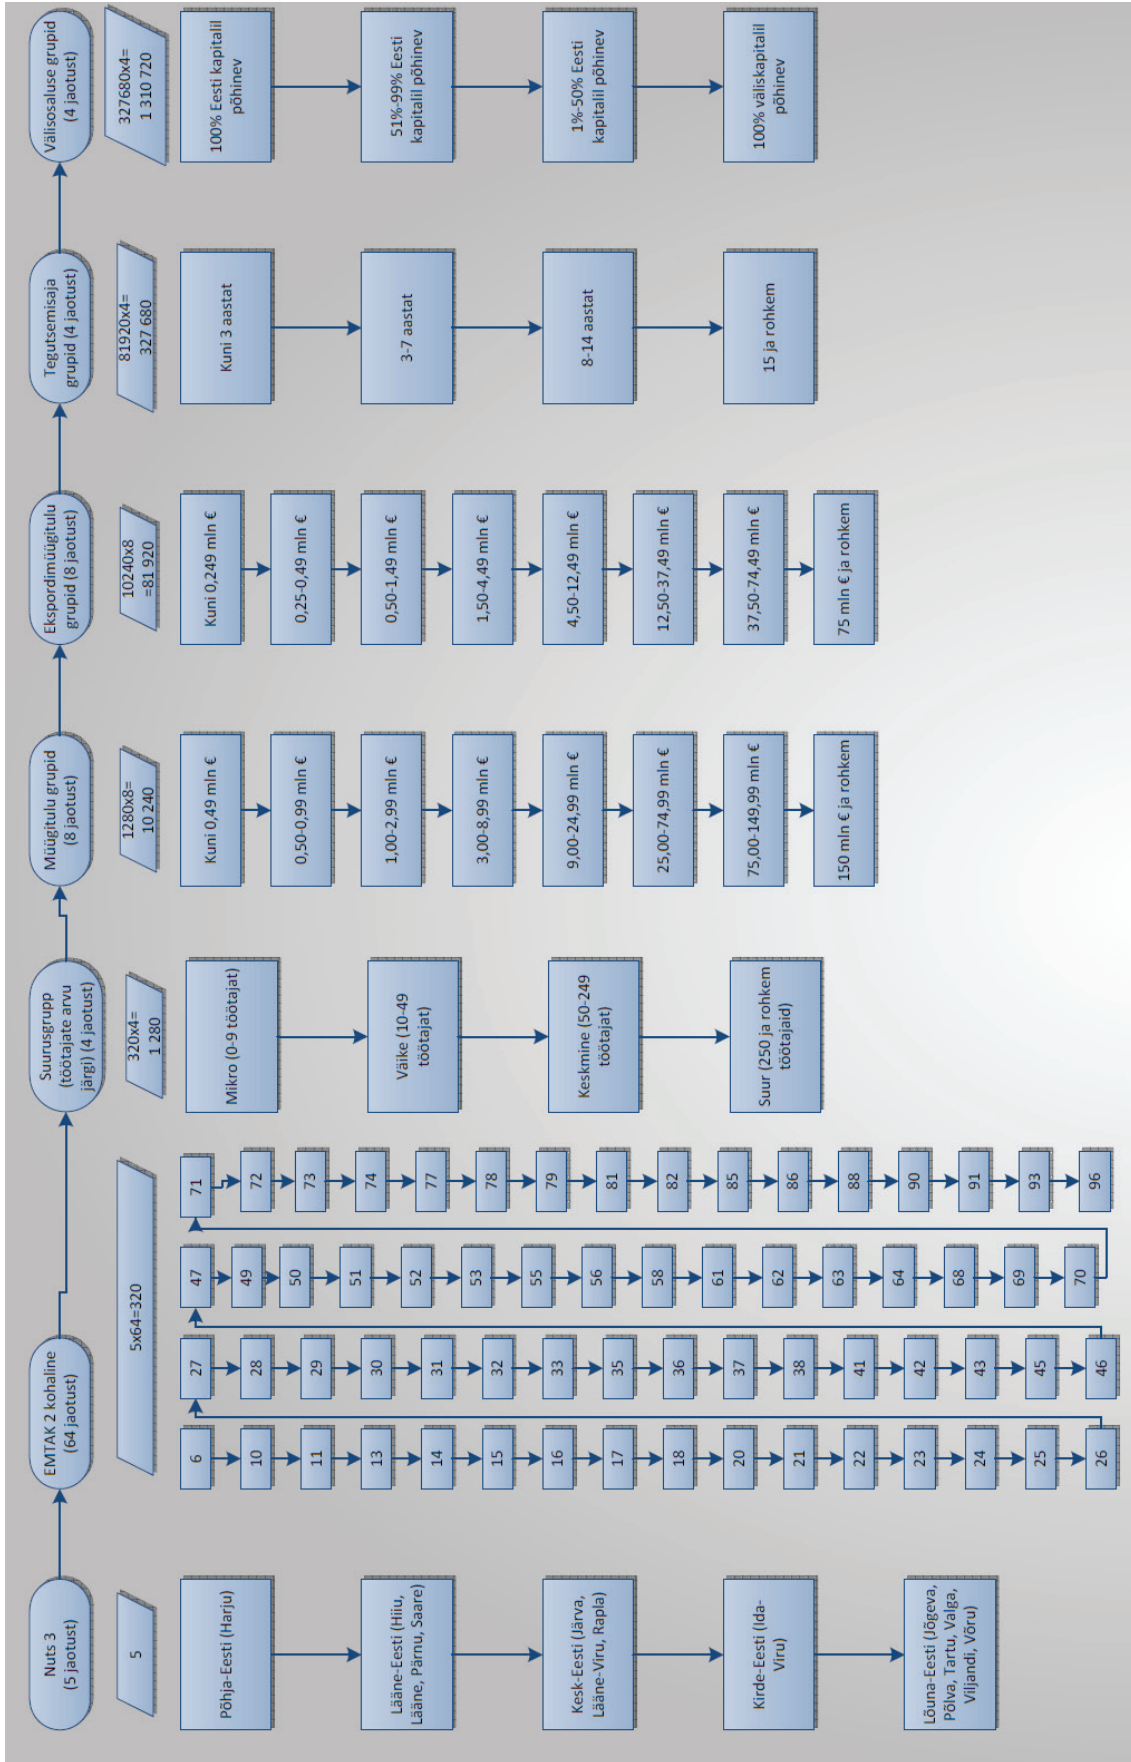 Nuts 3
(5 jaotust)
5
Põhja-Eesti (Harju)
Lääne-Eesti (Hiiu,
Lääne, Pärnu, Saare)
Kesk-Eesti (Järva,
Lääne-Viru, Rapla)
Kirde-Eesti (Ida-
Viru)
Lõuna-Eesti (Jõgeva,
Põlva, Tartu, Valga,
Viljandi, Võru)
EMTAK 2 kohaline
(64 jaotust)
5x64=320
6
10
11
13
14
15
16
17
18
20
21
22
23
24
25
26
27
28
29
30
31
32
33
35
36
37
38
41
42
43
45
46
47
49
50
51
52
53
55
56
58
61
62
63
64
68
69
70
71
72
73
74
77
78
79
81
82
85
86
88
90
91
93
96
Suurusgrupp
(töötajate arvu
järgi) (4 jaotust)
320x4=
1 280
Mikro (0-9 töötajat)
Väike (10-49
töötajat)
Keskmine (50-249
töötajat)
Suur (250 ja rohkem
töötajaid)
Müügitulu grupid
(8 jaotust)
1280x8=
10 240
Kuni 0,49 mln €
0,50-0,99 mln €
1,00-2,99 mln €
3,00-8,99 mln €
9,00-24,99 mln €
25,00-74,99 mln €
75,00-149,99 mln €
150 mln € ja rohkem
Ekspordimüügitulu
grupid (8 jaotust)
10240x8
=81 920
Kuni 0,249 mln €
0,25-0,49 mln €
0,50-1,49 mln €
1,50-4,49 mln €
4,50-12,49 mln €
12,50-37,49 mln €
37,50-74,49 mln €
75 mln € ja rohkem
Tegutsemisaja
grupid (4 jaotust)
81920x4=
327 680
Kuni 3 aastat
3-7 aastat
8-14 aastat
15 ja rohkem
Välisosaluse grupid
(4 jaotust)
327680x4=
1 310 720
100% Eesti kapitalil
põhinev
51%-99% Eesti
kapitalil põhinev
1%-50% Eesti
kapitalil põhinev
100% väliskapitalil
põhinev